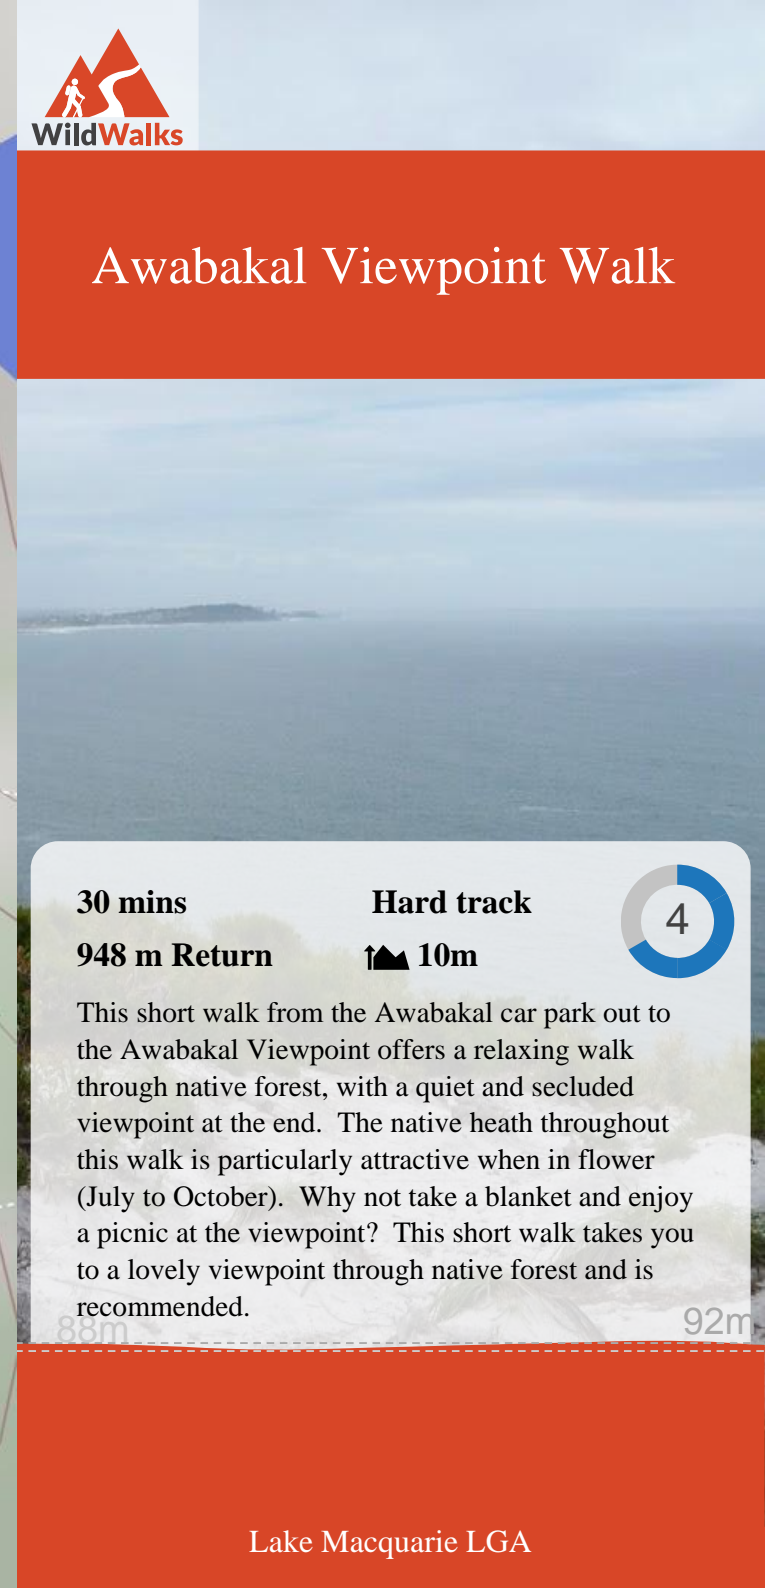 WildWalks
Awabakal Viewpoint Walk
30 mins
Hard track
4
948 m Return
10m
This short walk from the Awabakal car park out to
the Awabakal Viewpoint offers a relaxing walk
through native forest, with a quiet and secluded
viewpoint at the end.  The native heath throughout
this walk is particularly attractive when in flower
(July to October).  Why not take a blanket and enjoy
a picnic at the viewpoint?  This short walk takes you
to a lovely viewpoint through native forest and is
recommended.
88m
92m
Lake Macquarie LGA